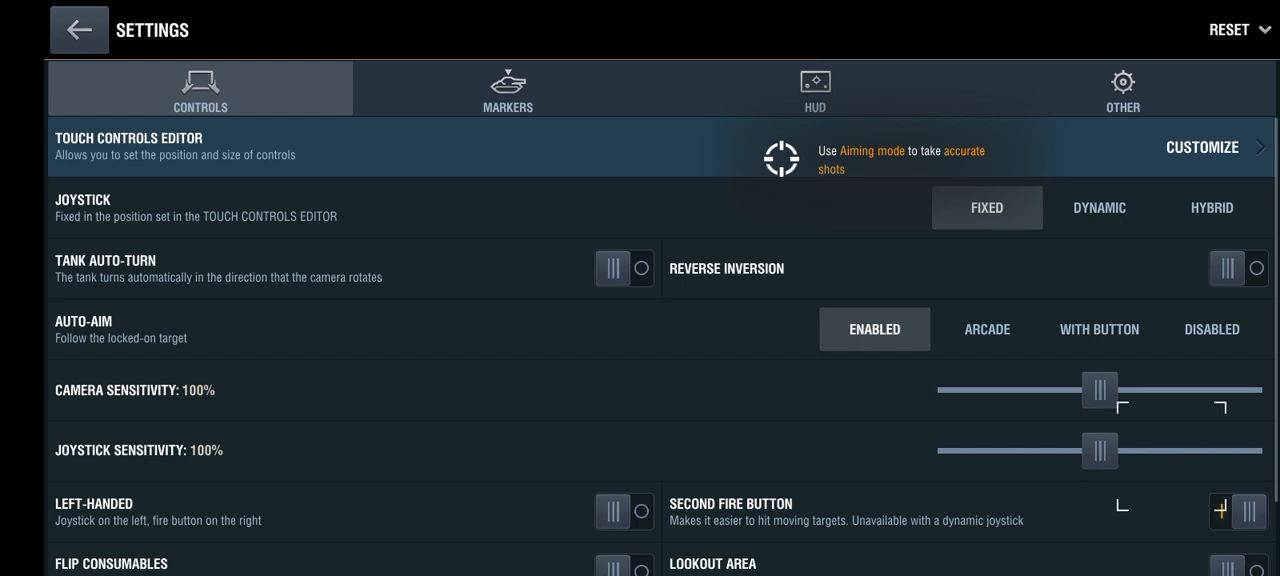 SETTINGS
RESET
CONTROLS
MARKERS
HUD
OTHER
TOUCH CONTROLS EDITOR
Allows you to set the position and size of controls
Use Aiming mode to take accurate
shots
CUSTOMIZE
JOYSTICK
Fixed in the position set in the TOUCH CONTROLS EDITOR
FIXED
DYNAMIC
HYBRID
TANK AUTO-TURN
The tank turns automatically in the direction that the camera rotates
REVERSE INVERSION
AUTO-AIM
Follow the locked-on target
ENABLED
ARCADE
WITH BUTTON
DISABLED
CAMERA SENSITIVITY: 100%
JOYSTICK SENSITIVITY: 100%
LEFT-HANDED
Joystick on the left, fire button on the right
SECOND FIRE BUTTON
Makes it easier to hit moving targets. Unavailable with a dynamic joystick
FLIP CONSUMABLES
LOOKOUT AREA